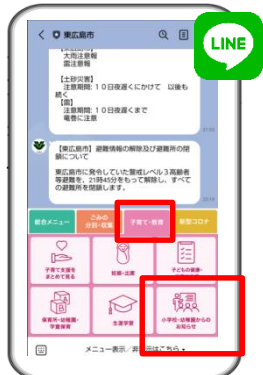 LINE
東広島市
【気象警報】
大雨注意報
雷注意報
【土砂災害】
注意期間：１０日夜遅くにかけて 以後も
続く
【雷】
注意期間：１０日夜遅くまで
竜巻に注意
【東広島市】避難情報の解除及び避難所の閉
鎖について
東広島市に発令していた警戒レベル３高齢者
等避難を、21時45分をもって解除し、すべて
の避難所を閉鎖します。
総合メニュー
ごみの
分別・収集
子育て・教育
新型コロナ
子育て支援を
まとめて見る
妊娠・出産
子どもの健康・
保育所・幼稚園・
学童保育
生涯学習
小学校・幼稚園からの
お知らせ
メニュー表示／非表示はこちら